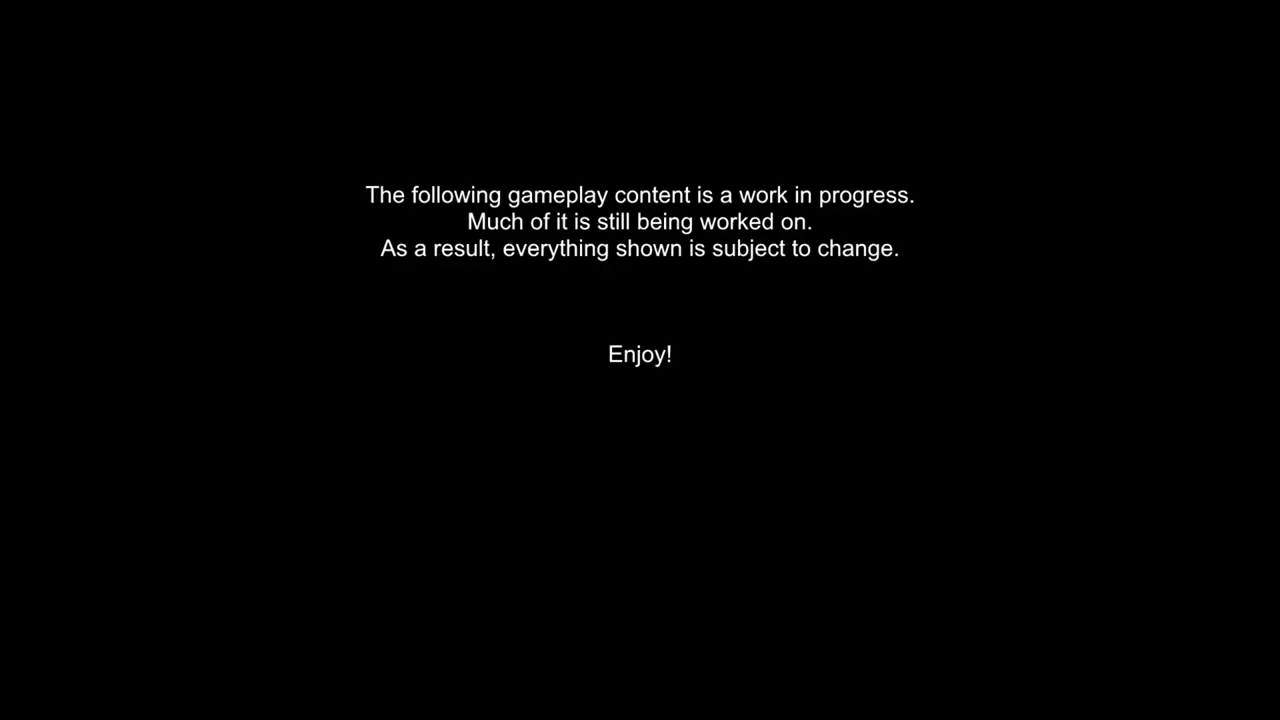 The following gameplay content is a work in progress.
Much of it is still being worked on.
As a result, everything shown is subject to change.
Enjoy!